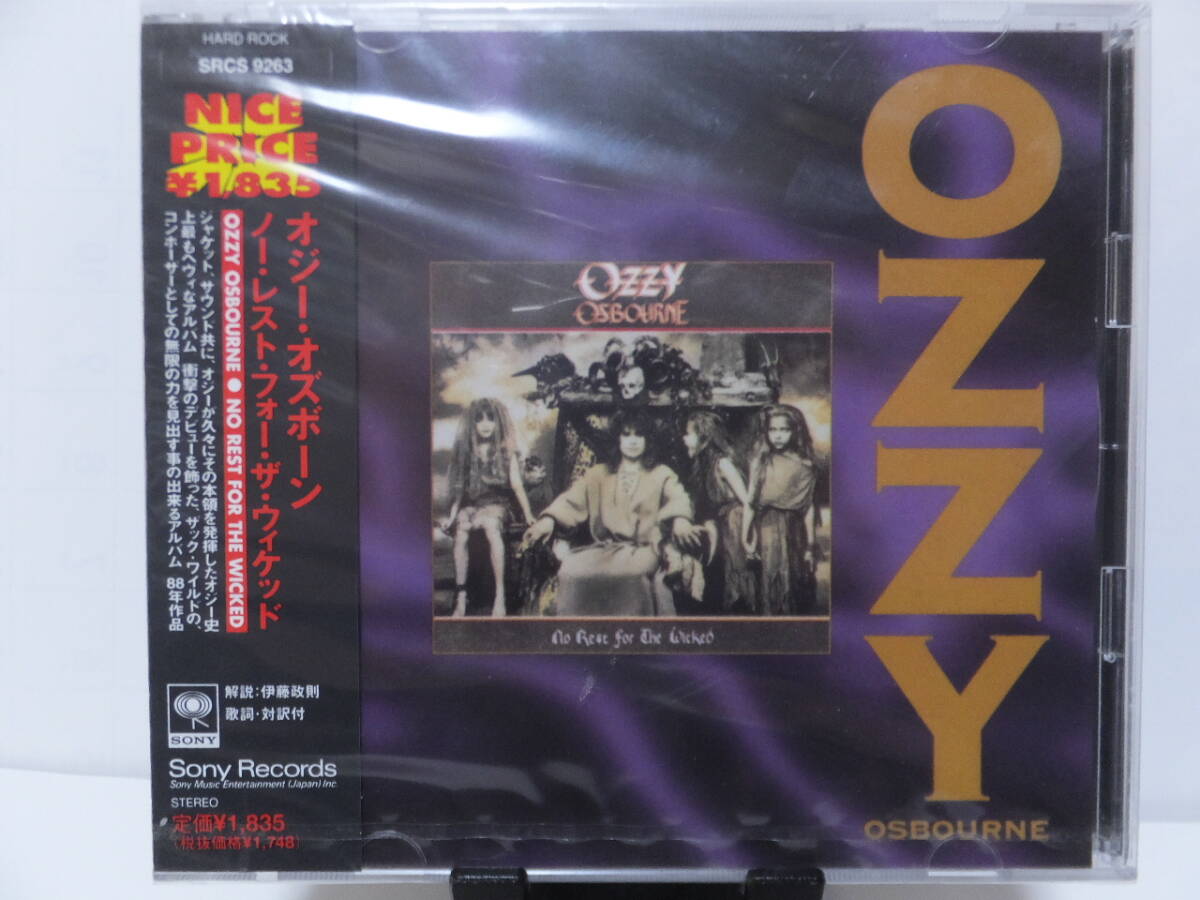 HARD ROCK
SRCS 9263
NICE
PRICE
¥1,835
オジー・オズボーン
ノー・レスト・フォー・ザ・ウィケッド
OZZY OSBOURNE ● NO REST FOR THE WICKED
ジャケット、サウンド共に、オジーが久々にその本領を発揮したオジー史
上最もヘヴィなアルバム 衝撃のデビューを飾った、ザック・ワイルドの、
コンポーサーとしての無限の力を見出す事の出来るアルバム 88年作品
SONY
解説:伊藤政則
歌詞・対訳付
Sony Records
Sony Music Entertainment (Japan) Inc.
STEREO
定価¥1,835
(税抜価格¥1,748)
OZZY
OSBOURNE
No Rest for The Wicked
OZZY
OSBOURNE